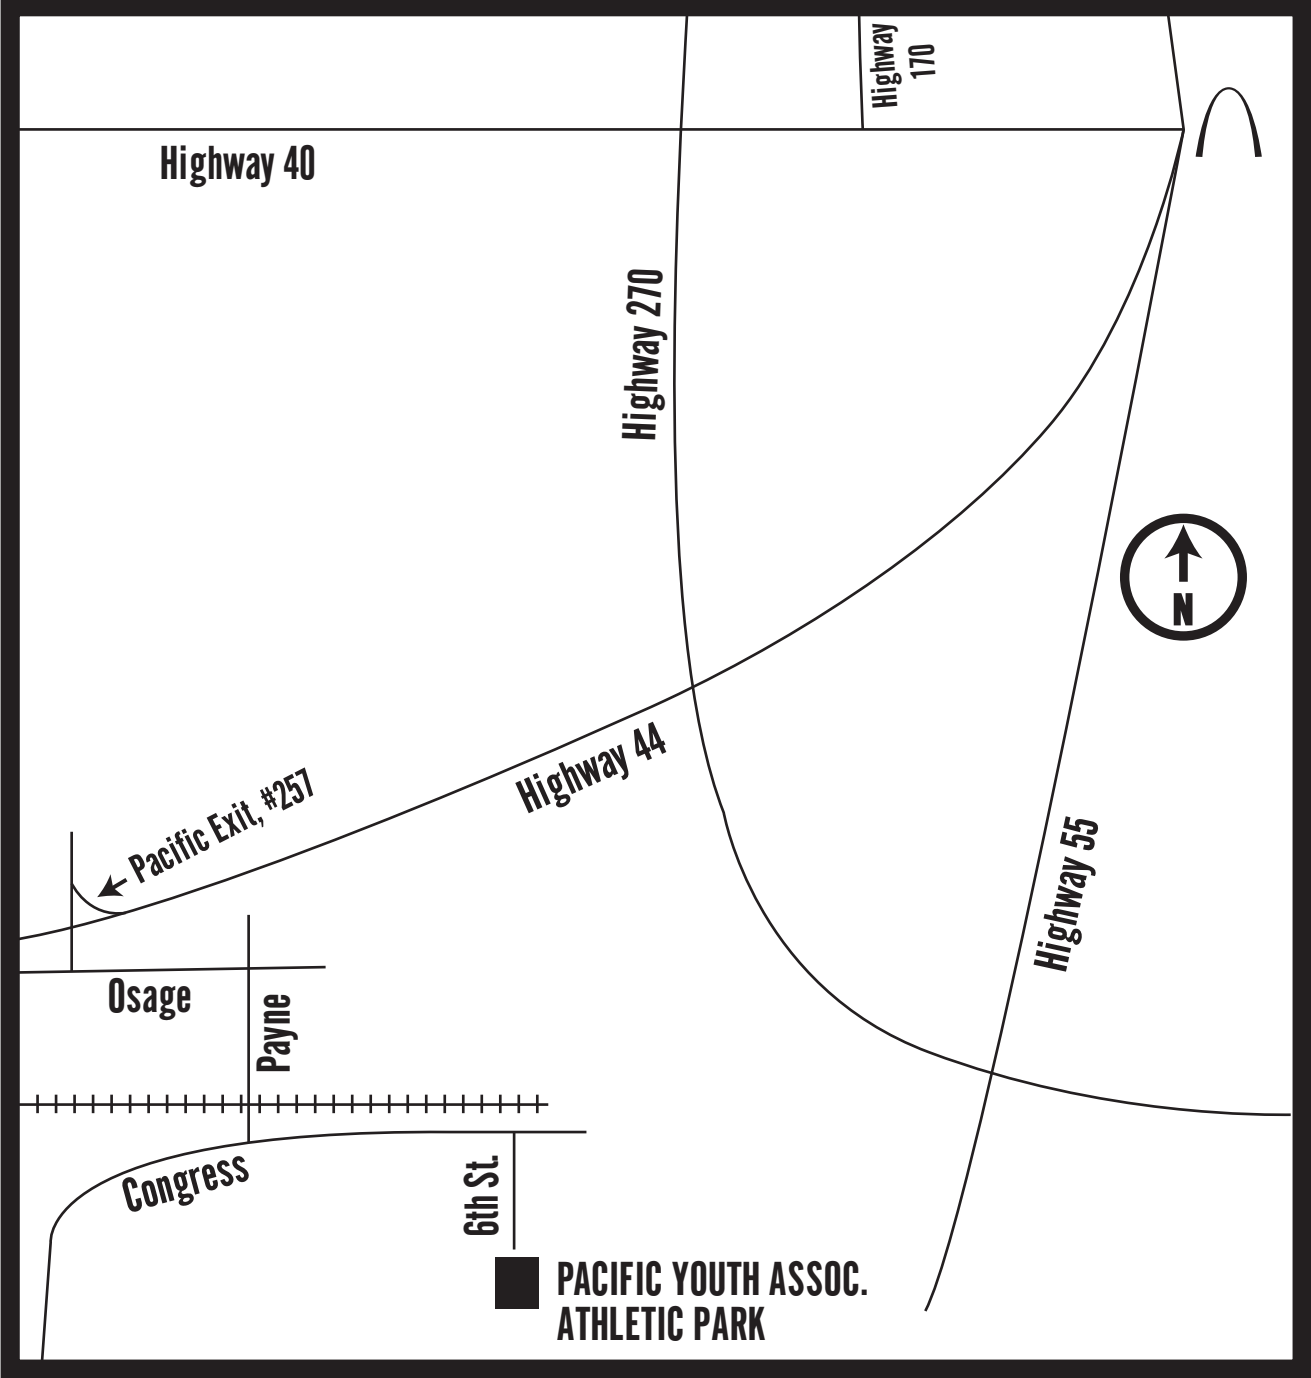 Highway
170
Highway 40
Highway 270
N
Highway 44
Pacific Exit, #257
Highway 55
Osage
Payne
Congress
6th St.
PACIFIC YOUTH ASSOC.
ATHLETIC PARK